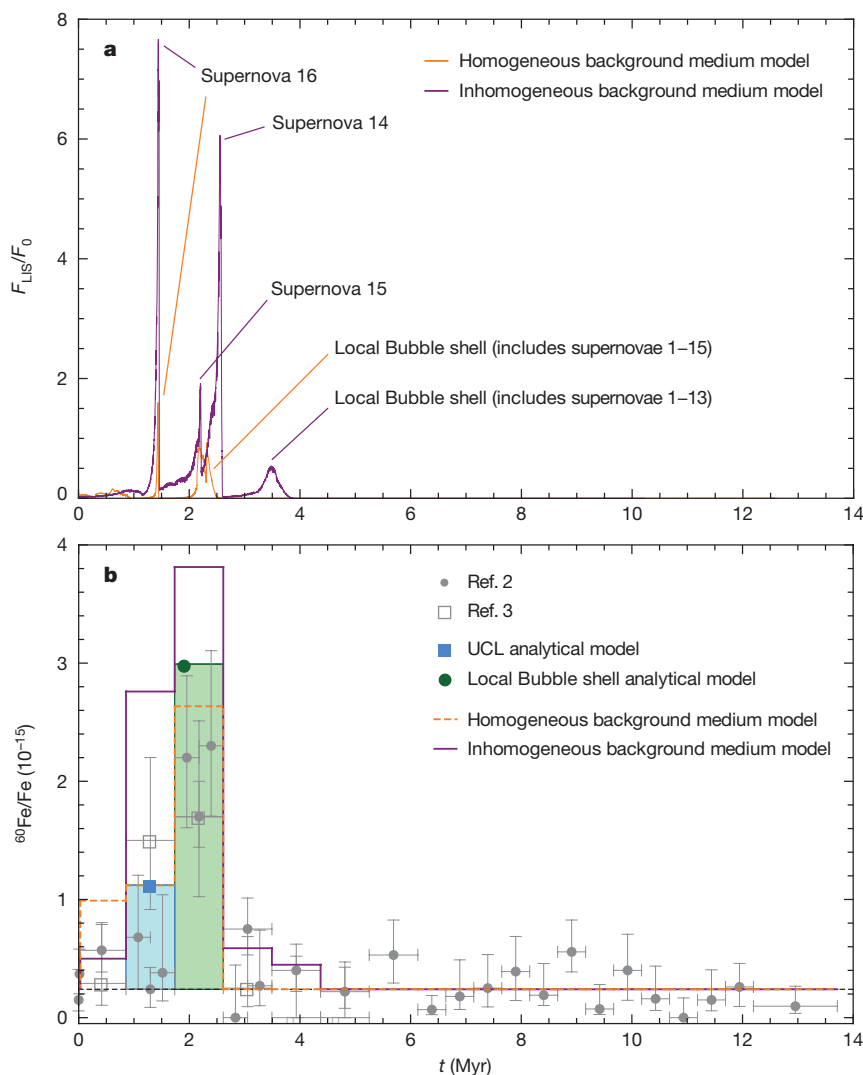 a
8
6
4
2
0
F_LIS/F_0
Homogeneous background medium model
Inhomogeneous background medium model
Supernova 16
Supernova 14
Supernova 15
Local Bubble shell (includes supernovae 1–15)
Local Bubble shell (includes supernovae 1–13)
0 2 4 6 8 10 12 14
b
4
3
2
1
0
⁶⁰Fe/Fe (10⁻¹⁵)
Ref. 2
Ref. 3
UCL analytical model
Local Bubble shell analytical model
Homogeneous background medium model
Inhomogeneous background medium model
0 2 4 6 8 10 12 14
t (Myr)